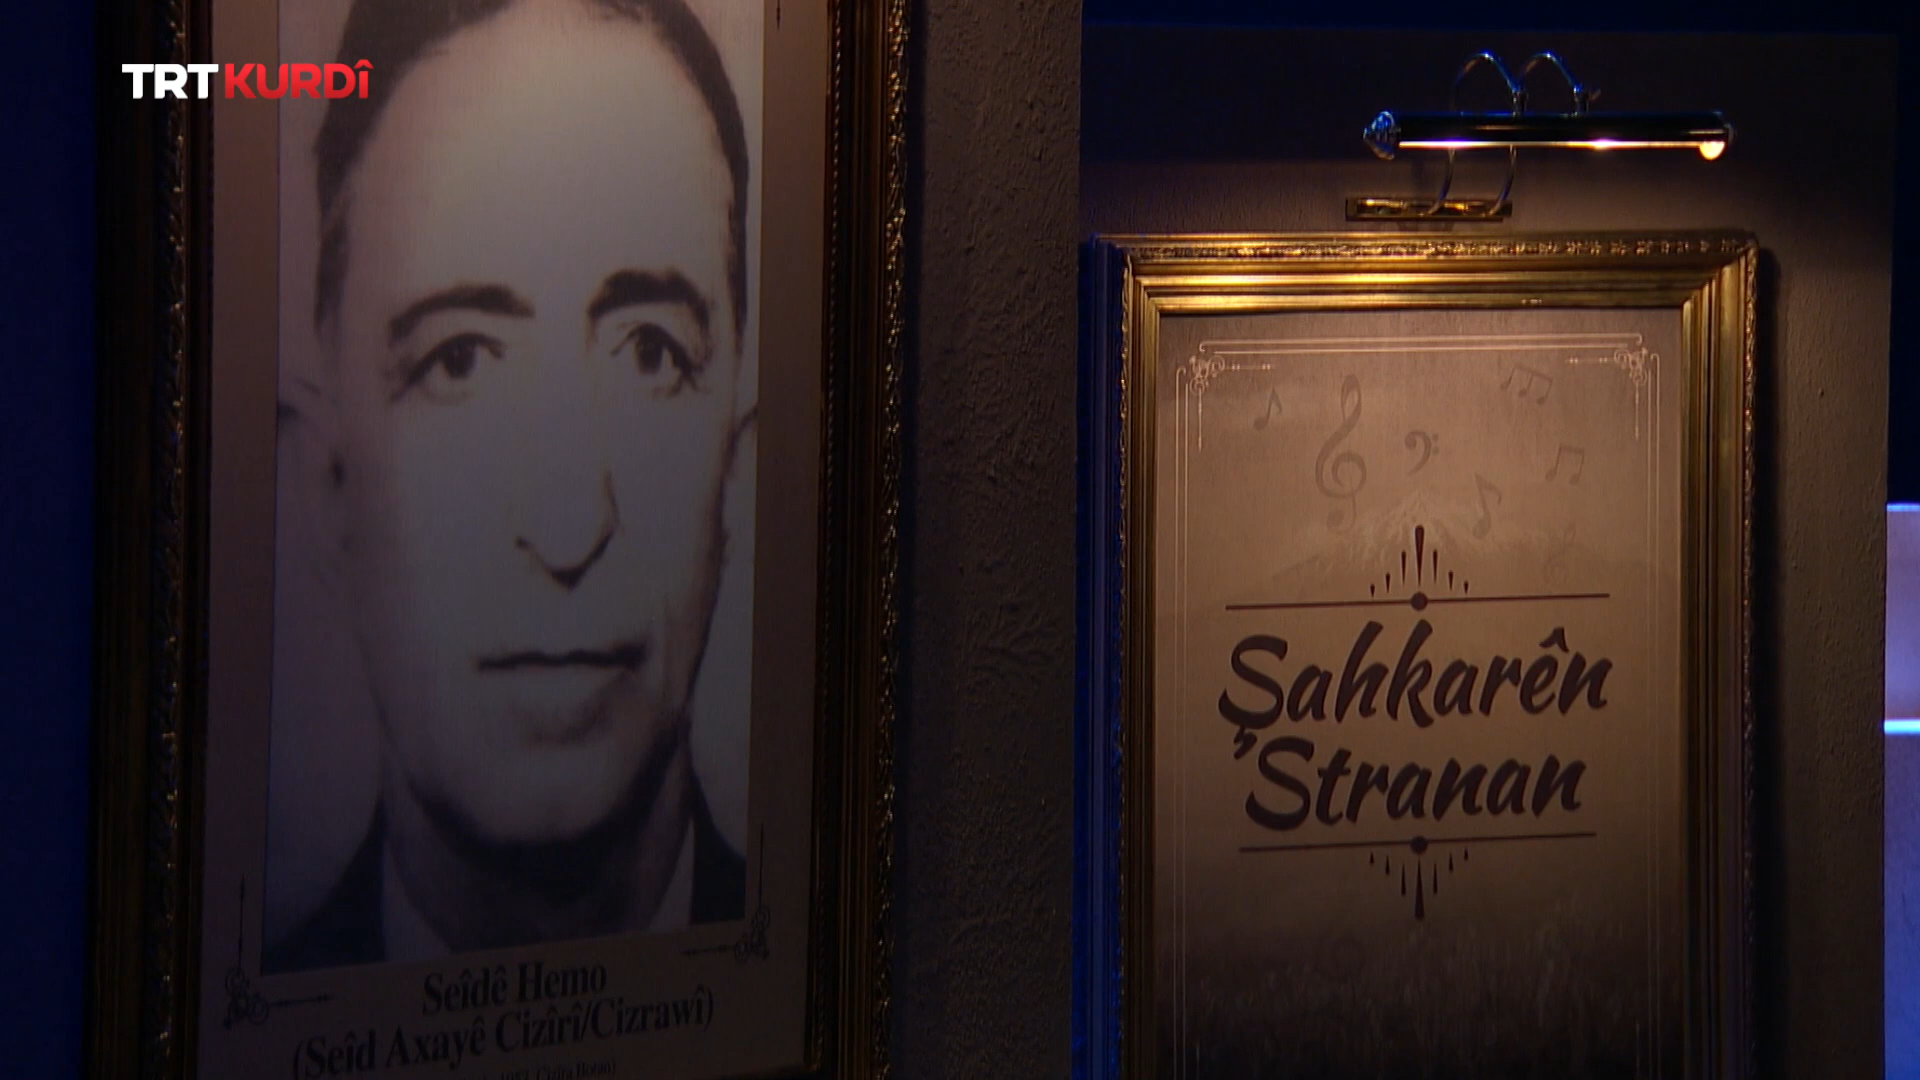 TRT KURDÎ
Seîdê Hemo
(Seîd Axayê Cizîrî/Cizrawî)
Şahkarên
Stranan